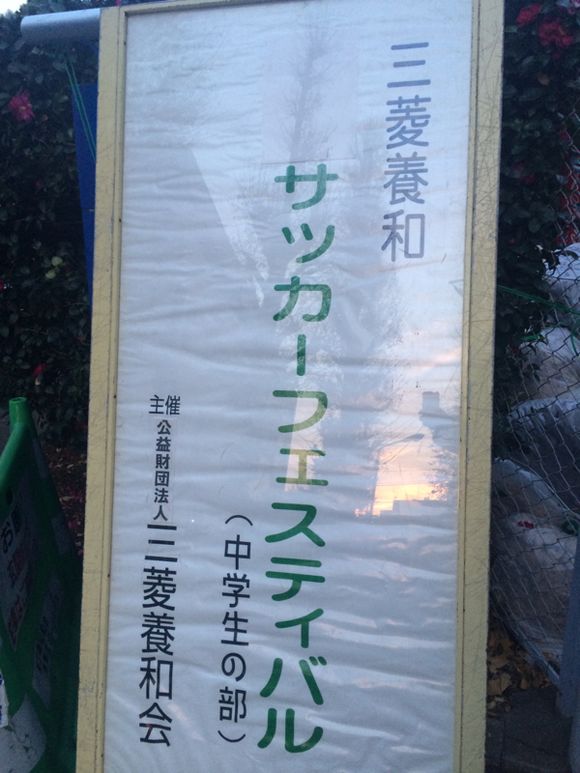 三菱養和
サッカーフェスティバル
（中学生の部）
主催
公益財団法人
三菱養和会